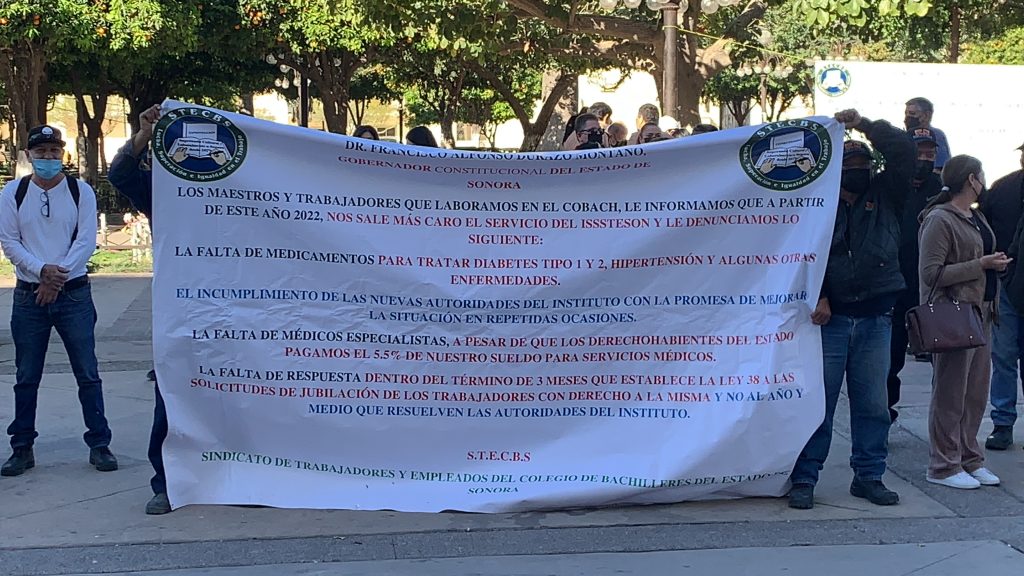 STECBS
DR. FRANCISCO ALFONSO DURAZO MONTAÑO,
GOBERNADOR CONSTITUCIONAL DEL ESTADO DE
SONORA
LOS MAESTROS Y TRABAJADORES QUE LABORAMOS EN EL COBACH, LE INFORMAMOS QUE A PARTIR
DE ESTE AÑO 2022, NOS SALE MÁS CARO EL SERVICIO DEL ISSSTESON Y LE DENUNCIAMOS LO
SIGUIENTE:
LA FALTA DE MEDICAMENTOS PARA TRATAR DIABETES TIPO 1 Y 2, HIPERTENSIÓN Y ALGUNAS OTRAS
ENFERMEDADES.
EL INCUMPLIMIENTO DE LAS NUEVAS AUTORIDADES DEL INSTITUTO CON LA PROMESA DE MEJORAR
LA SITUACIÓN EN REPETIDAS OCASIONES.
LA FALTA DE MÉDICOS ESPECIALISTAS, A PESAR DE QUE LOS DERECHOHABIENTES DEL ESTADO
PAGAMOS EL 5.5% DE NUESTRO SUELDO PARA SERVICIOS MÉDICOS.
LA FALTA DE RESPUESTA DENTRO DEL TÉRMINO DE 3 MESES QUE ESTABLECE LA LEY 38 A LAS
SOLICITUDES DE JUBILACIÓN DE LOS TRABAJADORES CON DERECHO A LA MISMA Y NO AL AÑO Y
MEDIO QUE RESUELVEN LAS AUTORIDADES DEL INSTITUTO.
S.T.E.C.B.S
SINDICATO DE TRABAJADORES Y EMPLEADOS DEL COLEGIO DE BACHILLERES DEL ESTADO DE
SONORA
STECBS